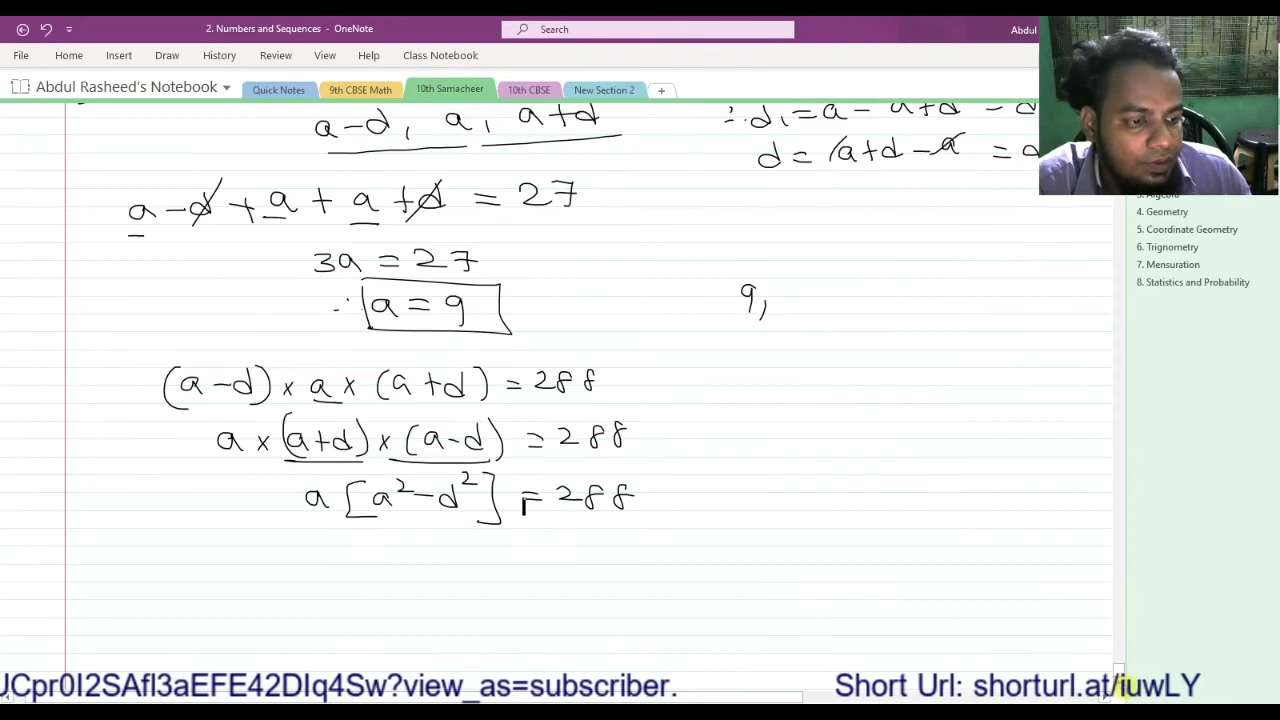 2. Numbers and Sequences - OneNote
Search
Abdul
File Home Insert Draw History Review View Help Class Notebook
Abdul Rasheed's Notebook
Quick Notes 9th CBSE Math 10th Samacheer 10th CBSE New Section 2 +
a-d, a, a+d
∴ d₁ = a - a+d -
d = a+d-a = d
a - d + a + a + d = 27
3a = 27
∴ a = 9
9,
(a-d) × a × (a+d) = 288
a × (a+d) × (a-d) = 288
a [a²-d²] = 288
4. Geometry
5. Coordinate Geometry
6. Trignometry
7. Mensuration
8. Statistics and Probability
JCpr0I2SAfl3aEFE42DIq4Sw?view_as=subscriber.
Short Url: shorturl.at/iuwLY